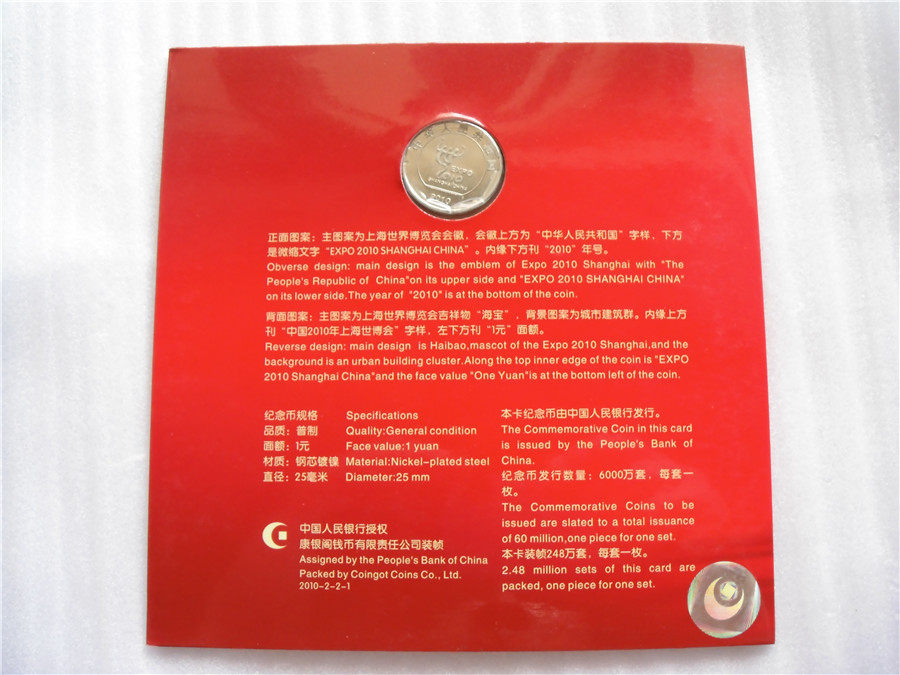 中华人民共和国
EXPO
2010
SHANGHAI CHINA
2010
正面图案：主图案为上海世界博览会会徽，会徽上方为“中华人民共和国”字样，下方
是微缩文字“EXPO 2010 SHANGHAI CHINA”。内缘下方刊“2010”年号。
Obverse design: main design is the emblem of Expo 2010 Shanghai with "The
People's Republic of China"on its upper side and "EXPO 2010 SHANGHAI CHINA"
on its lower side.The year of "2010" is at the bottom of the coin.
背面图案：主图案为上海世界博览会吉祥物“海宝”，背景图案为城市建筑群。内缘上方
刊“中国2010年上海世博会”字样，左下方刊“1元”面额。
Reverse design: main design is Haibao,mascot of the Expo 2010 Shanghai,and the
background is an urban building cluster.Along the top inner edge of the coin is "EXPO
2010 Shanghai China"and the face value "One Yuan"is at the bottom left of the coin.
纪念币规格 Specifications
品质：普制 Quality:General condition
面额：1元 Face value:1 yuan
材质：钢芯镀镍 Material:Nickel-plated steel
直径：25毫米 Diameter:25 mm
中国人民银行授权
康银阁钱币有限责任公司装帧
Assigned by the People's Bank of China
Packed by Coingot Coins Co., Ltd.
2010-2-2-1
本卡纪念币由中国人民银行发行。
The Commemorative Coin in this card
is issued by the People's Bank of
China.
纪念币发行数量：6000万套，每套一
枚。
The Commemorative Coins to be
issued are slated to a total issuance
of 60 million,one piece for one set.
本卡装帧248万套，每套一枚。
2.48 million sets of this card are
packed, one piece for one set.